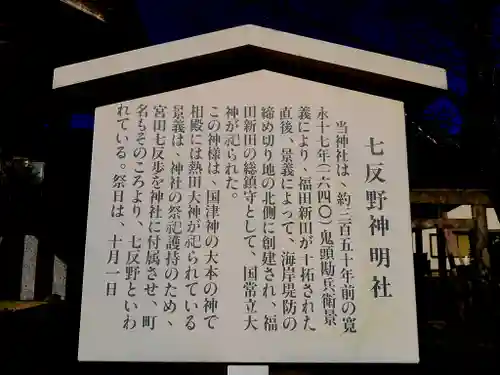 七反野神明社
当神社は、約三百五十年前の寛
永十七年(一六四〇)鬼頭勘兵衛景
義により、福田新田が干拓された
直後、景義によって、海岸堤防の
締め切り地の北側に創建され、福
田新田の総鎮守として、国常立大
神が祀られた。
この神様は、国津神の大本の神で
相殿には熱田大神が祀られている
景義は、神社の祭祀護持のため、
宮田七反歩を神社に付属させ、町
名もそのころより、七反野といわ
れている。祭日は、十月一日